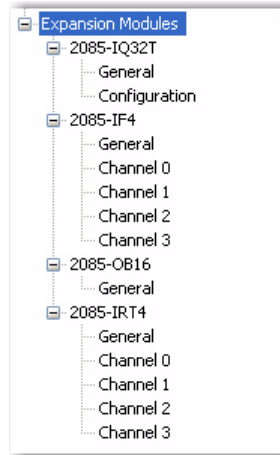 Expansion Modules
2085-IQ32T
General
Configuration
2085-IF4
General
Channel 0
Channel 1
Channel 2
Channel 3
2085-OB16
General
2085-IRT4
General
Channel 0
Channel 1
Channel 2
Channel 3